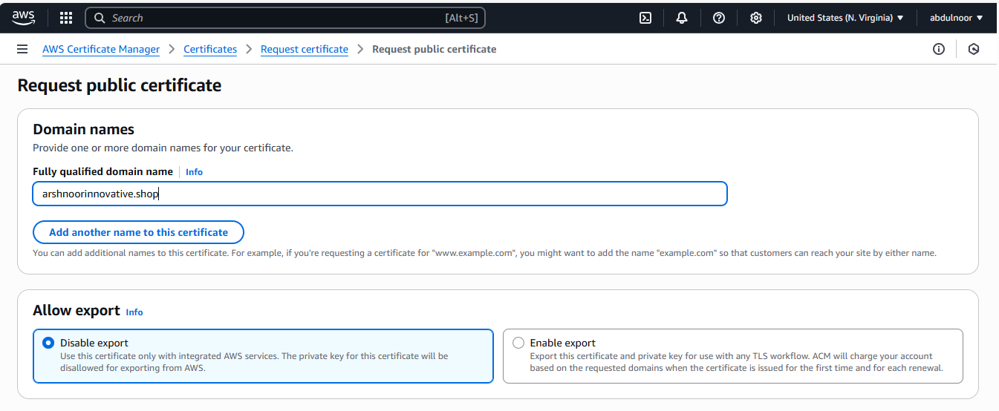 aws Search [Alt+S] United States (N. Virginia) abdulnoor
AWS Certificate Manager Certificates Request certificate Request public certificate
Request public certificate
Domain names
Provide one or more domain names for your certificate.
Fully qualified domain name Info
arshnoorinnovative.shop
Add another name to this certificate
You can add additional names to this certificate. For example, if you're requesting a certificate for "www.example.com", you might want to add the name "example.com" so that customers can reach your site by either name.
Allow export Info
Disable export
Use this certificate only with integrated AWS services. The private key for this certificate will be
disallowed for exporting from AWS.
Enable export
Export this certificate and private key for use with any TLS workflow. ACM will charge your account
based on the requested domains when the certificate is issued for the first time and for each renewal.